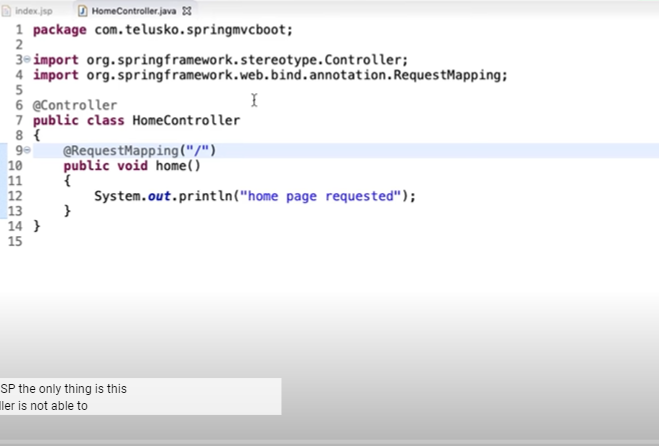 index.jsp HomeController.java
1 package com.telusko.springmvcboot;
2
3 import org.springframework.stereotype.Controller;
4 import org.springframework.web.bind.annotation.RequestMapping;
5
6 @Controller
7 public class HomeController
8 {
9 @RequestMapping("/")
10 public void home()
11 {
12 System.out.println("home page requested");
13 }
14 }
15
SP the only thing is this
ller is not able to